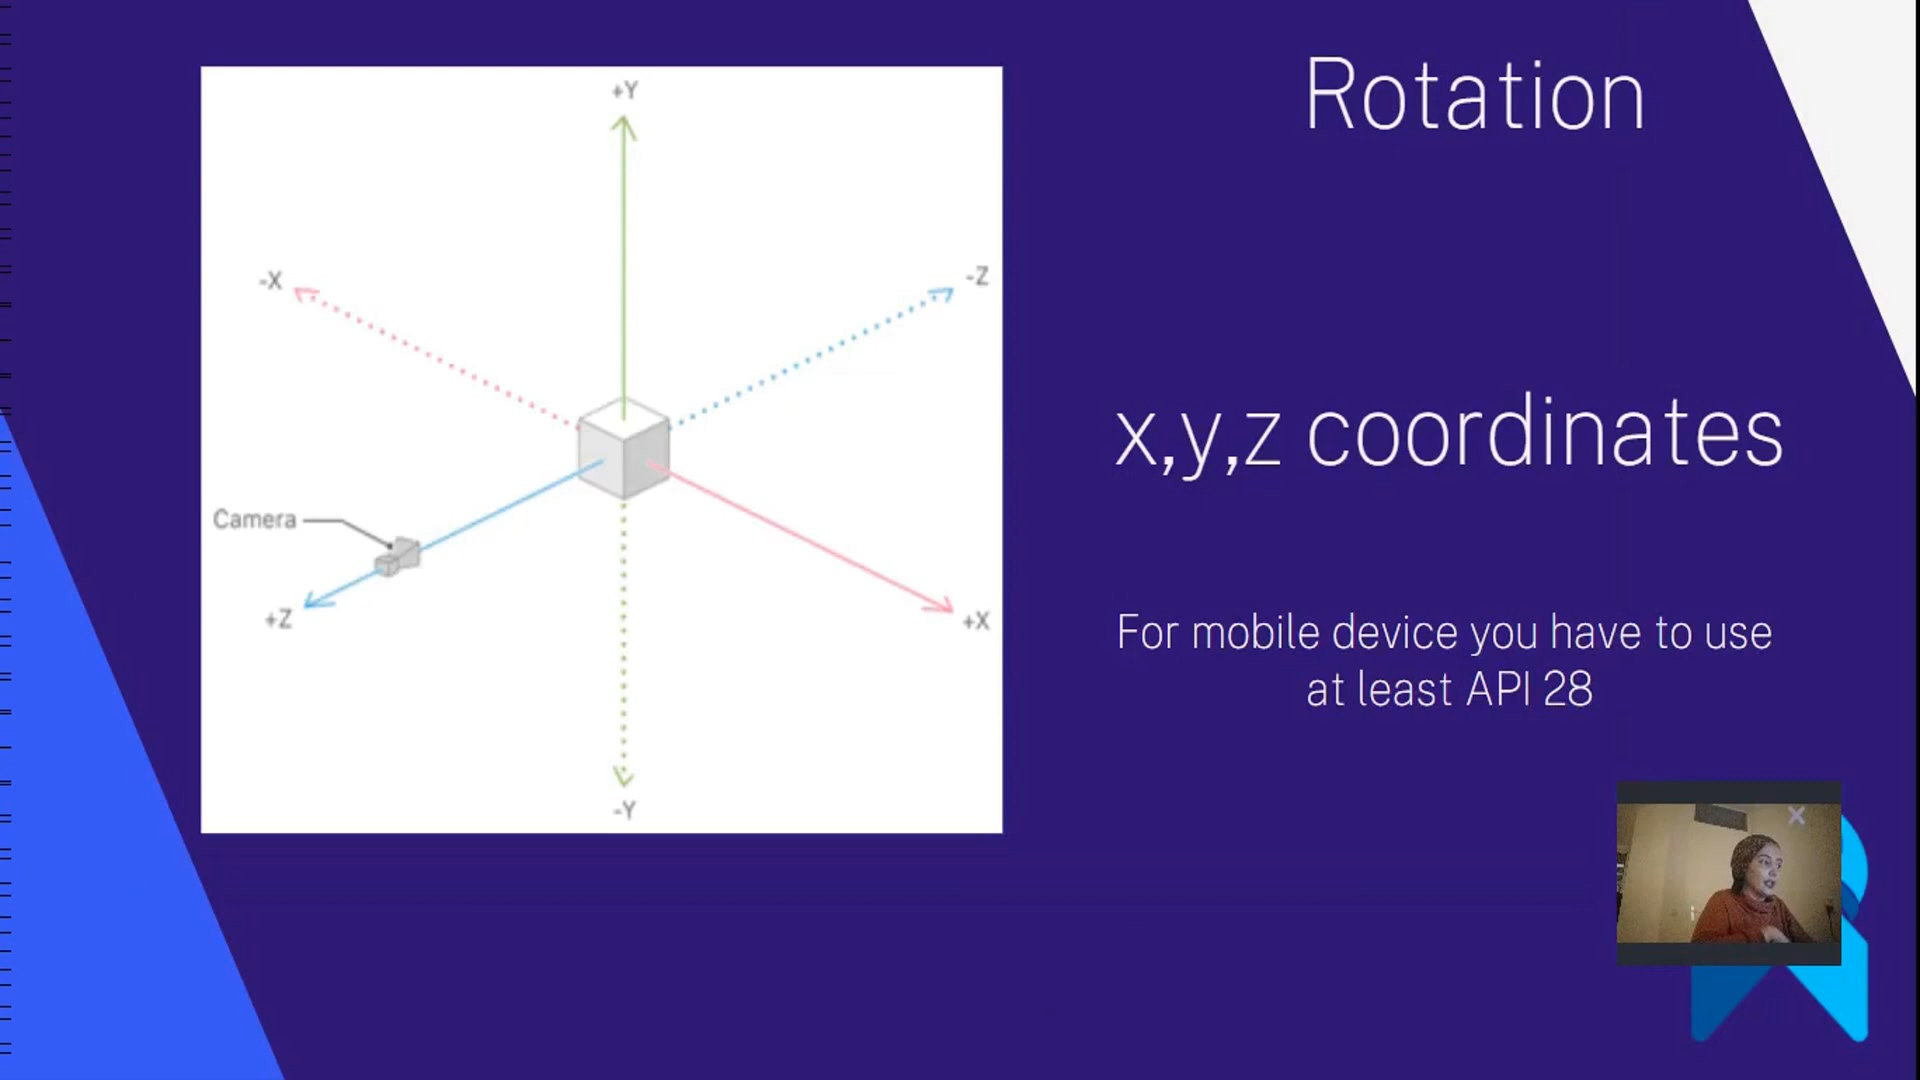 Rotation
+Y
-X
-Z
x,y,z coordinates
Camera
+Z
+X
For mobile device you have to use
at least API 28
-Y